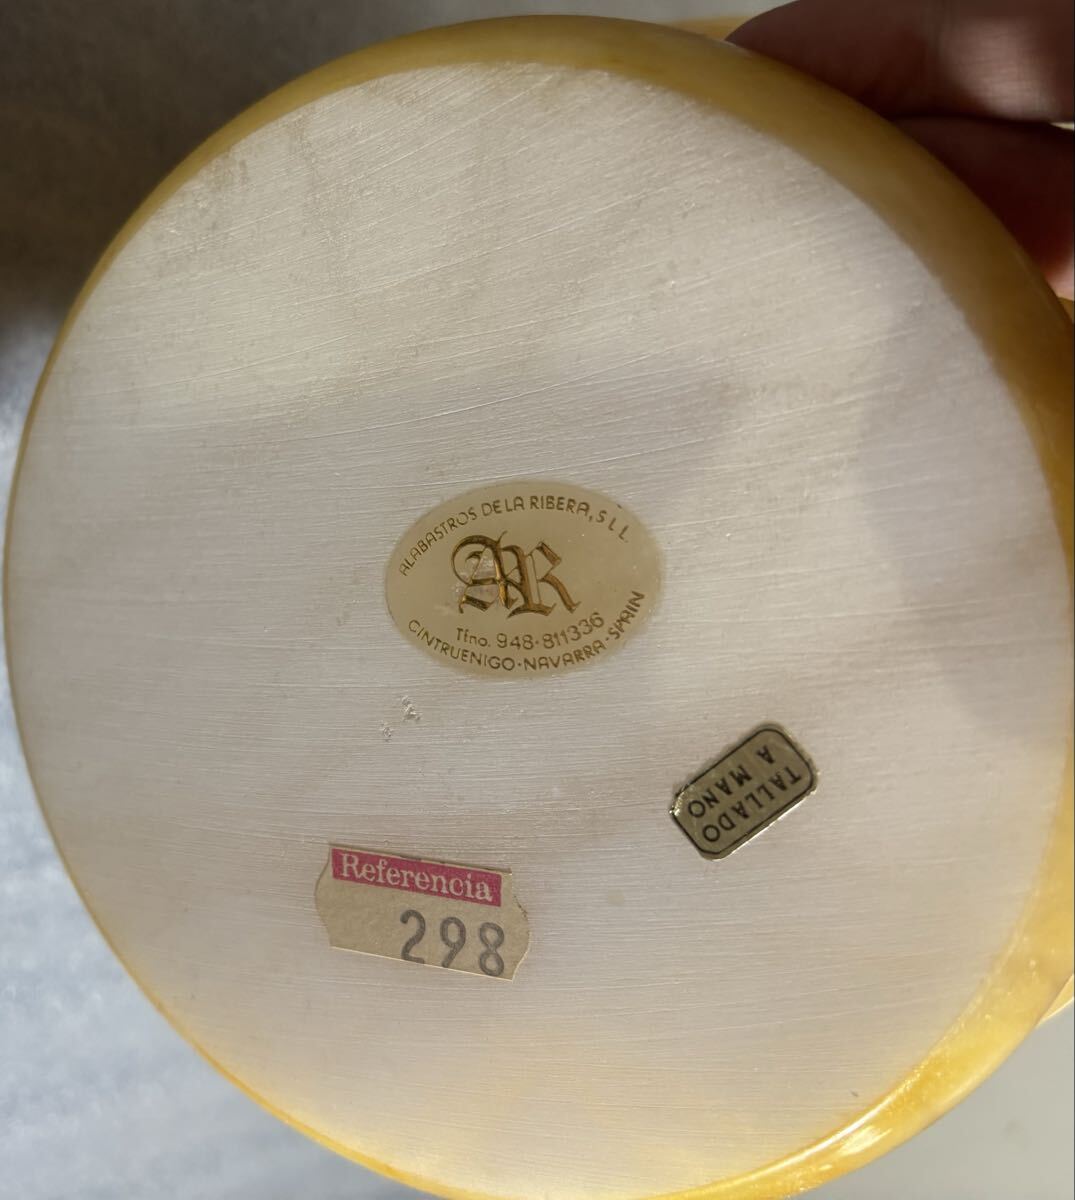 ALABASTROS DE LA RIBERA, S L L.
AR
Tfno. 948-811336
CINTRUENIGO-NAVARRA-SPAIN
TALLADO
A MANO
Referencia
298